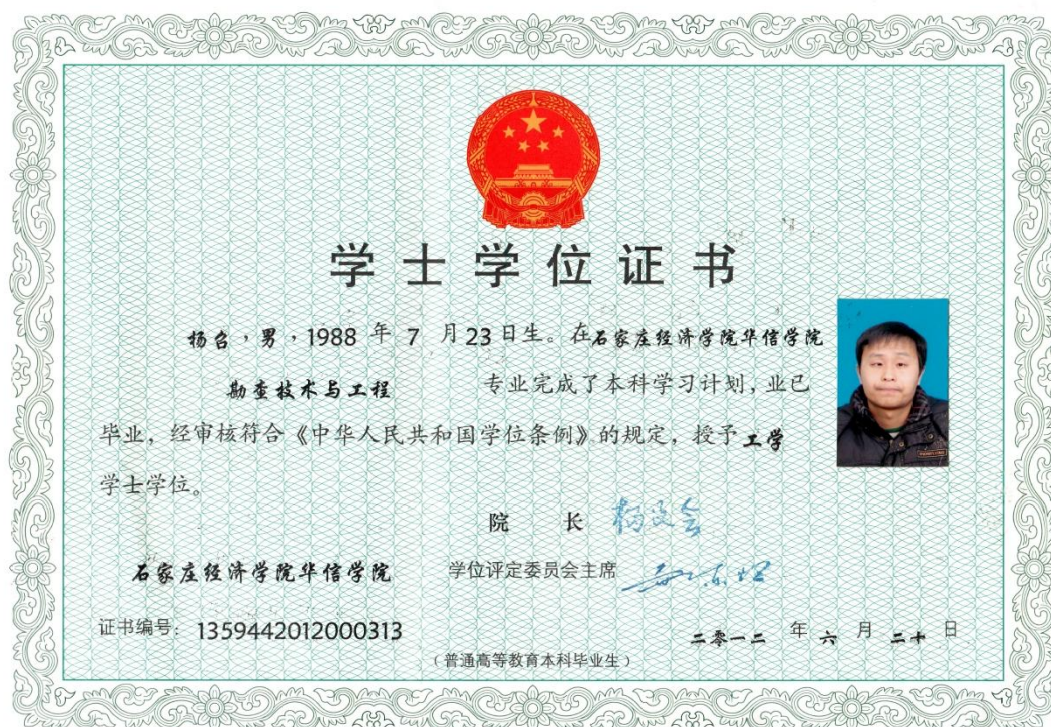 学士学位证书
杨台,男,1988 年 7 月 23 日生。在石家庄经济学院华信学院
勘查技术与工程 专业完成了本科学习计划,业已
毕业,经审核符合《中华人民共和国学位条例》的规定,授予工学
学士学位。
院 长
石家庄经济学院华信学院 学位评定委员会主席
证书编号:1359442012000313 二零一二 年 六 月 二十 日
(普通高等教育本科毕业生)